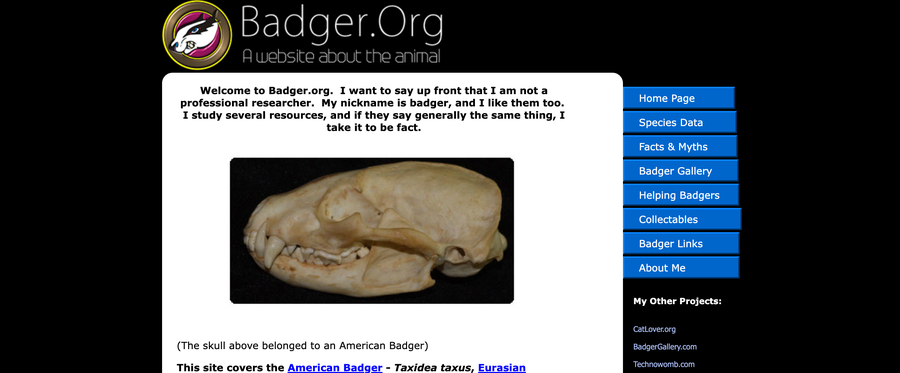 Badger.Org
A website about the animal
Welcome to Badger.org. I want to say up front that I am not a
professional researcher. My nickname is badger, and I like them too.
I study several resources, and if they say generally the same thing, I
take it to be fact.
(The skull above belonged to an American Badger)
This site covers the American Badger - Taxidea taxus, Eurasian
Home Page
Species Data
Facts & Myths
Badger Gallery
Helping Badgers
Collectables
Badger Links
About Me
My Other Projects:
CatLover.org
BadgerGallery.com
Technowomb.com